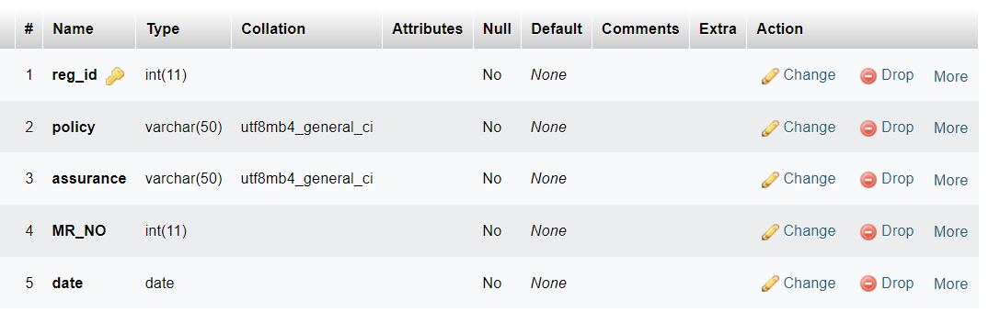 # Name Type Collation Attributes Null Default Comments Extra Action
1 reg_id int(11) No None Change Drop More
2 policy varchar(50) utf8mb4_general_ci No None Change Drop More
3 assurance varchar(50) utf8mb4_general_ci No None Change Drop More
4 MR_NO int(11) No None Change Drop More
5 date date No None Change Drop More